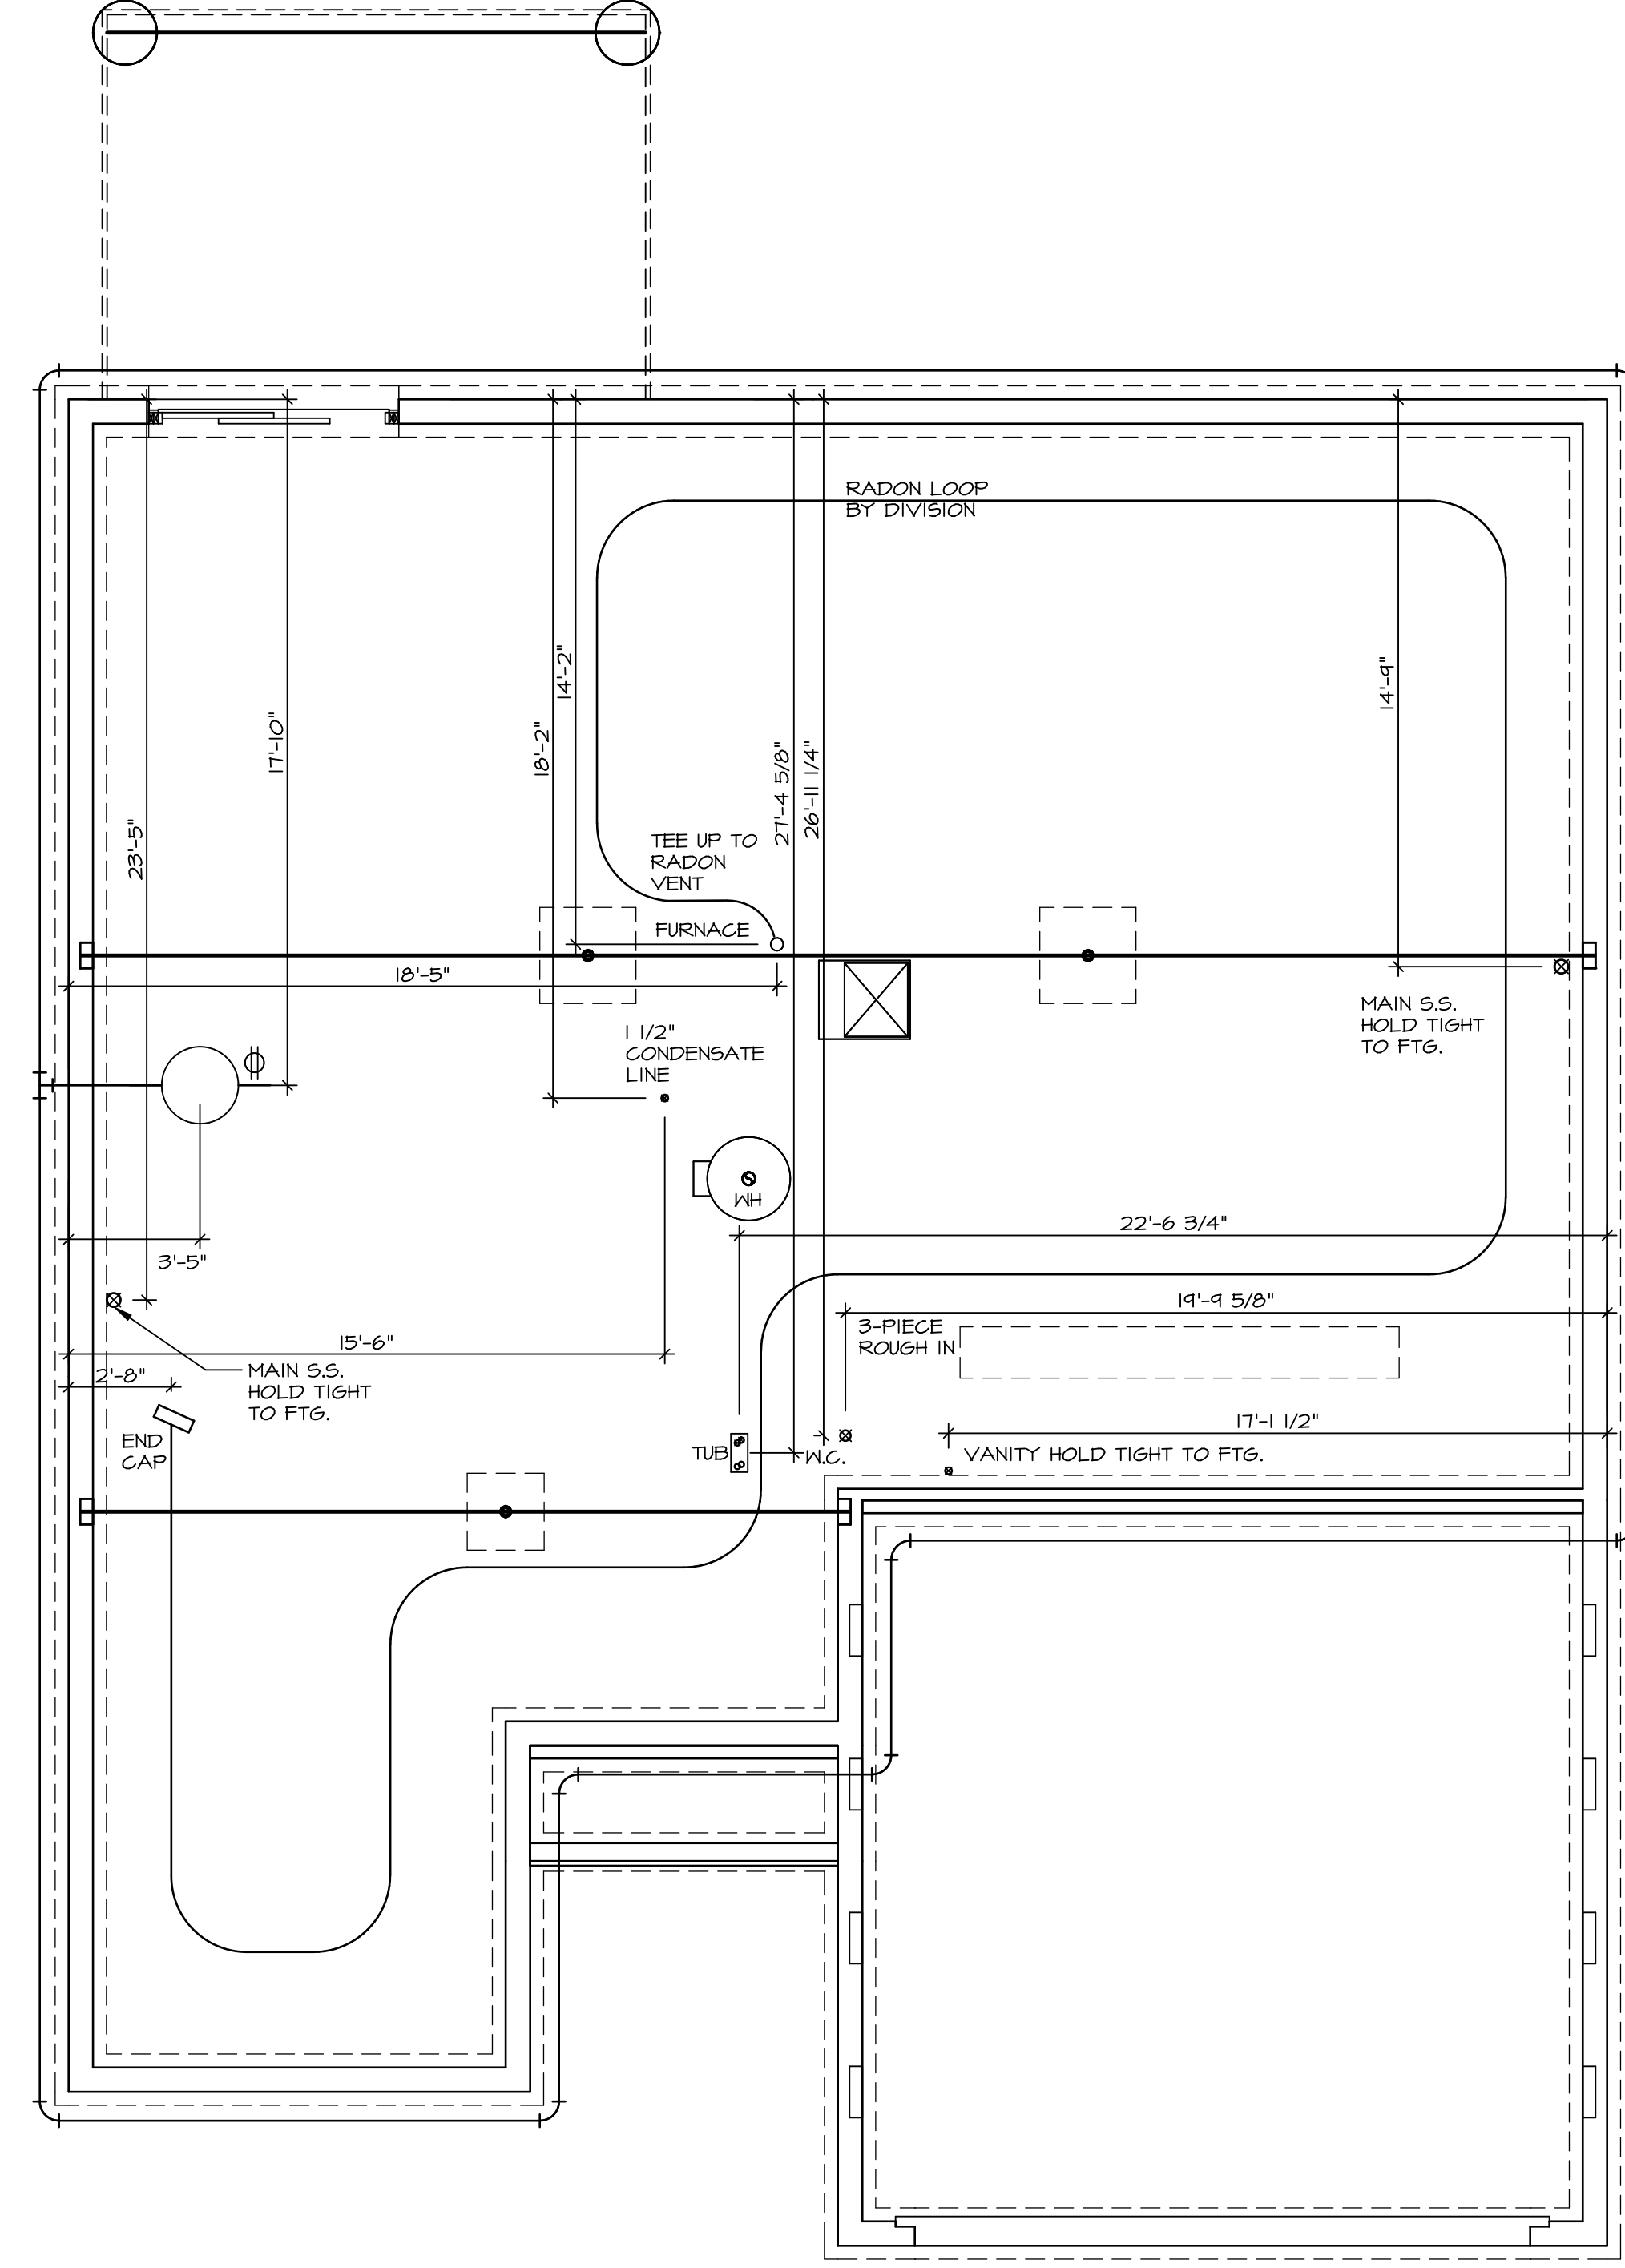 RADON LOOP
BY DIVISION
14'-2"
14'-9"
17'-10"
18'-2"
27'-4 5/8"
26'-11 1/4"
23'-5"
TEE UP TO
RADON
VENT
FURNACE
18'-5"
MAIN S.S.
HOLD TIGHT
TO FTG.
1 1/2"
CONDENSATE
LINE
WH
22'-6 3/4"
3'-5"
19'-9 5/8"
3-PIECE
ROUGH IN
15'-6"
2'-8"
MAIN S.S.
HOLD TIGHT
TO FTG.
17'-1 1/2"
END
CAP
TUB
W.C.
VANITY HOLD TIGHT TO FTG.